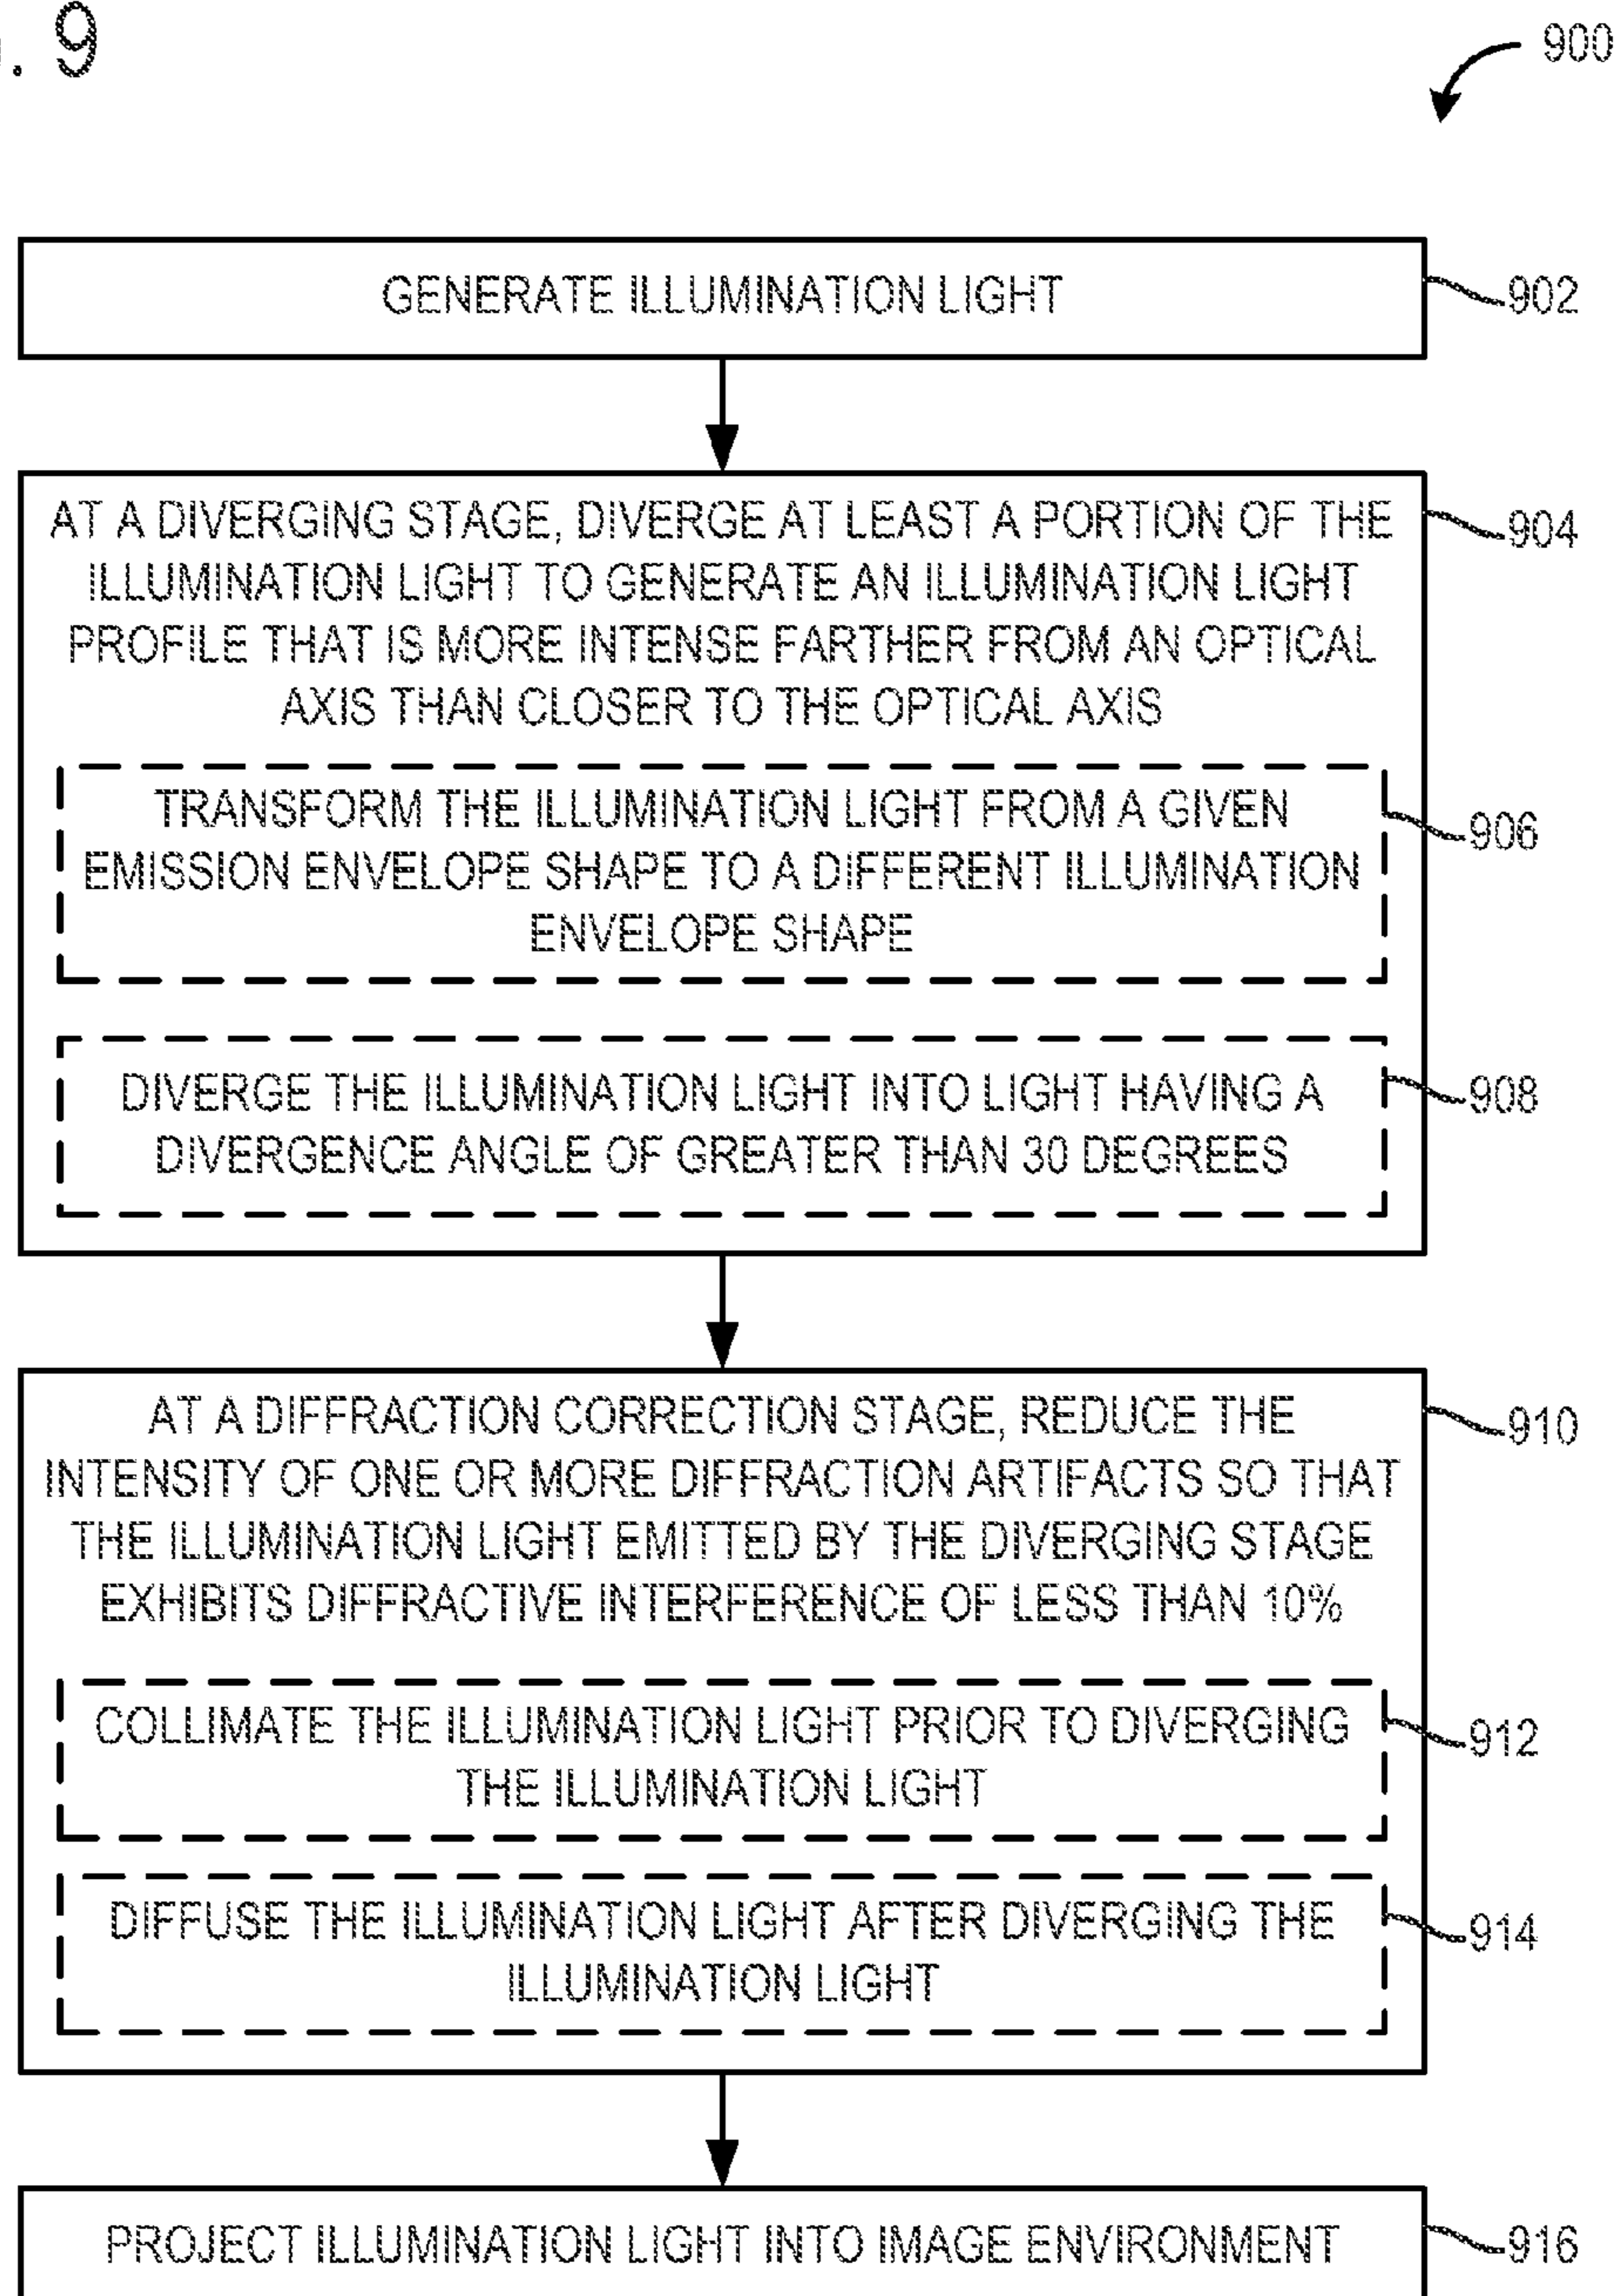 . 9
900
GENERATE ILLUMINATION LIGHT
902
AT A DIVERGING STAGE, DIVERGE AT LEAST A PORTION OF THE
ILLUMINATION LIGHT TO GENERATE AN ILLUMINATION LIGHT
PROFILE THAT IS MORE INTENSE FARTHER FROM AN OPTICAL
AXIS THAN CLOSER TO THE OPTICAL AXIS
904
TRANSFORM THE ILLUMINATION LIGHT FROM A GIVEN
EMISSION ENVELOPE SHAPE TO A DIFFERENT ILLUMINATION
ENVELOPE SHAPE
906
DIVERGE THE ILLUMINATION LIGHT INTO LIGHT HAVING A
DIVERGENCE ANGLE OF GREATER THAN 30 DEGREES
908
AT A DIFFRACTION CORRECTION STAGE, REDUCE THE
INTENSITY OF ONE OR MORE DIFFRACTION ARTIFACTS SO THAT
THE ILLUMINATION LIGHT EMITTED BY THE DIVERGING STAGE
EXHIBITS DIFFRACTIVE INTERFERENCE OF LESS THAN 10%
910
COLLIMATE THE ILLUMINATION LIGHT PRIOR TO DIVERGING
THE ILLUMINATION LIGHT
912
DIFFUSE THE ILLUMINATION LIGHT AFTER DIVERGING THE
ILLUMINATION LIGHT
914
PROJECT ILLUMINATION LIGHT INTO IMAGE ENVIRONMENT
916